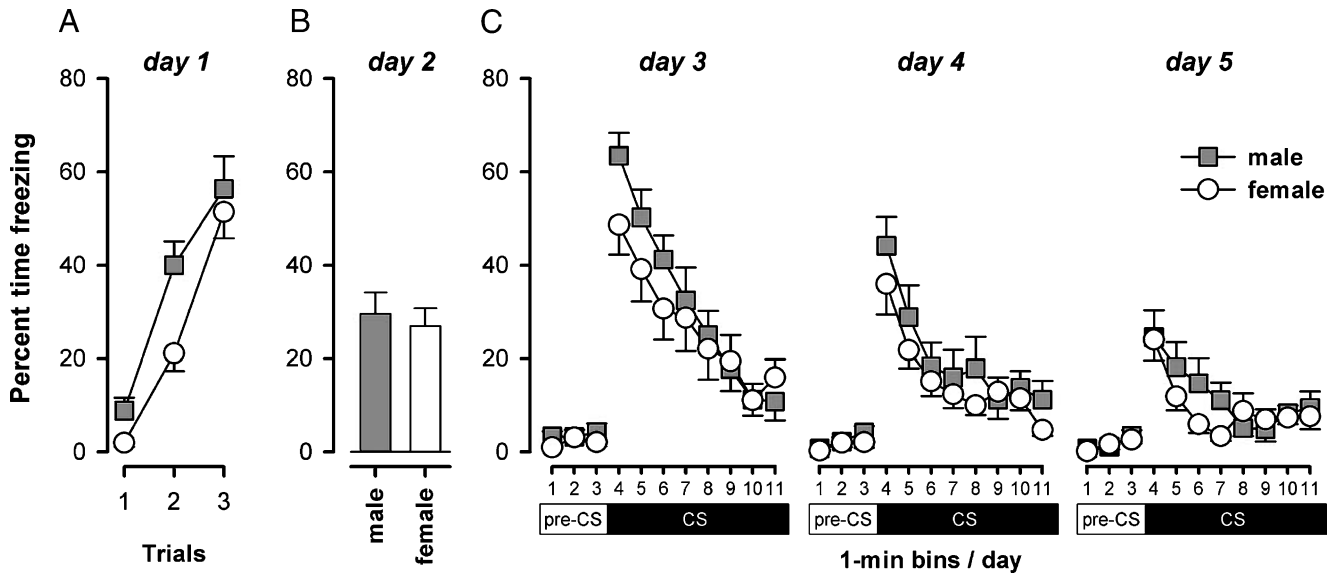 A
B
C
day 1
day 2
day 3
day 4
day 5
Percent time freezing
80
60
40
20
0
1
2
3
Trials
80
60
40
20
0
male
female
80
60
40
20
0
1 2 3 4 5 6 7 8 9 10 11
pre-CS
CS
1 2 3 4 5 6 7 8 9 10 11
pre-CS
CS
1 2 3 4 5 6 7 8 9 10 11
pre-CS
CS
1-min bins / day
male
female